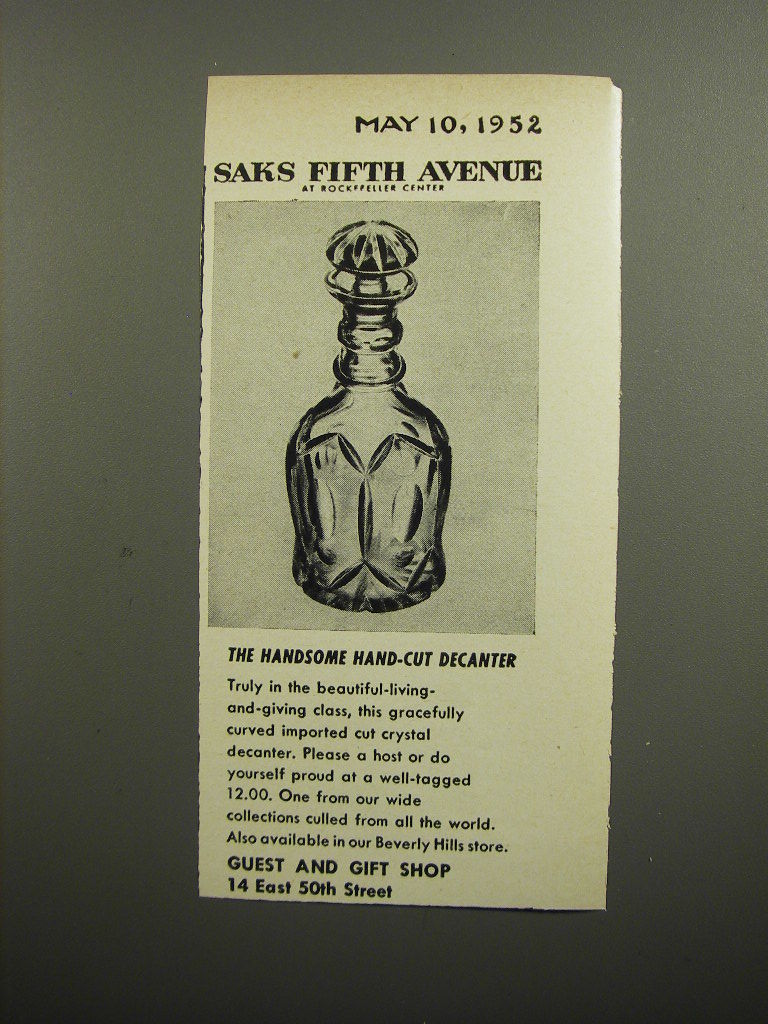 MAY 10, 1952
SAKS FIFTH AVENUE
AT ROCKEFELLER CENTER
THE HANDSOME HAND-CUT DECANTER
Truly in the beautiful-living-
and-giving class, this gracefully
curved imported cut crystal
decanter. Please a host or do
yourself proud at a well-tagged
12.00. One from our wide
collections culled from all the world.
Also available in our Beverly Hills store.
GUEST AND GIFT SHOP
14 East 50th Street